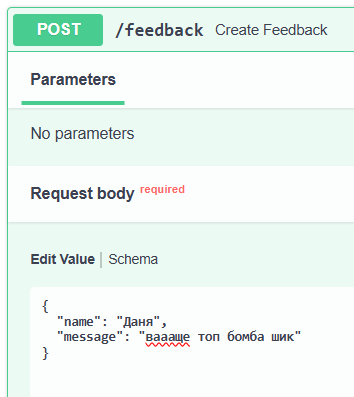 POST /feedback Create Feedback
Parameters
No parameters
Request body required
Edit Value | Schema
{
  "name": "Даня",
  "message": "ваааще топ бомба шик"
}